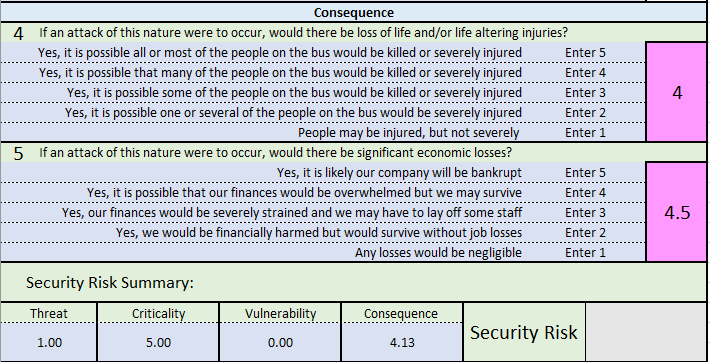 Consequence
4 If an attack of this nature were to occur, would there be loss of life and/or life altering injuries?
Yes, it is possible all or most of the people on the bus would be killed or severely injured Enter 5
Yes, it is possible that many of the people on the bus would be killed or severely injured Enter 4
Yes, it is possible some of the people on the bus would be killed or severely injured Enter 3
Yes, it is possible one or several of the people on the bus would be severely injured Enter 2
People may be injured, but not severely Enter 1
4
5 If an attack of this nature were to occur, would there be significant economic losses?
Yes, it is likely our company will be bankrupt Enter 5
Yes, it is possible that our finances would be overwhelmed but we may survive Enter 4
Yes, our finances would be severely strained and we may have to lay off some staff Enter 3
Yes, we would be financially harmed but would survive without job losses Enter 2
Any losses would be negligible Enter 1
4.5
Security Risk Summary:
Threat Criticality Vulnerability Consequence
1.00 5.00 0.00 4.13
Security Risk